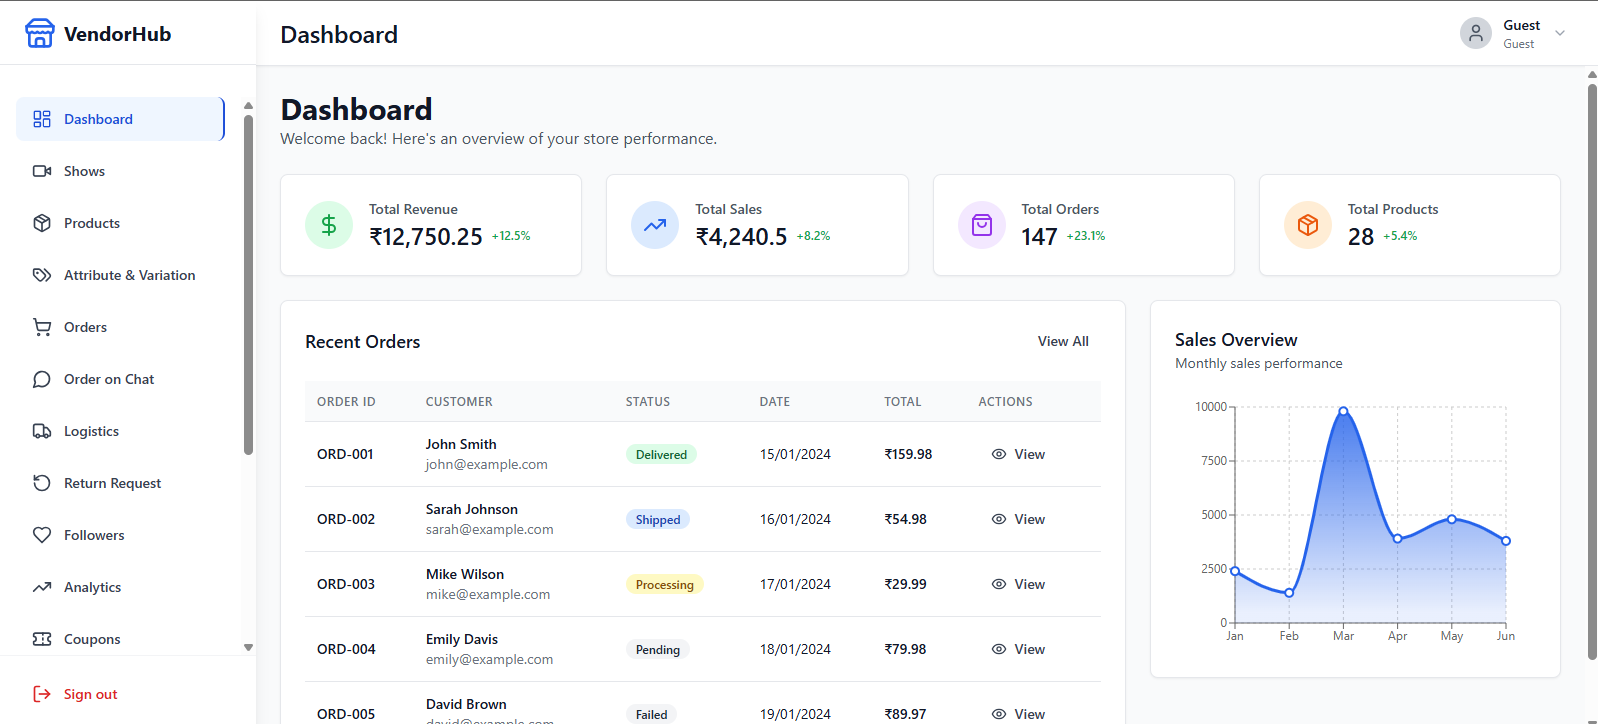 VendorHub
Dashboard
Guest
Guest
Dashboard
Shows
Products
Attribute & Variation
Orders
Order on Chat
Logistics
Return Request
Followers
Analytics
Coupons
Sign out
Dashboard
Welcome back! Here's an overview of your store performance.
Total Revenue
₹12,750.25 +12.5%
Total Sales
₹4,240.5 +8.2%
Total Orders
147 +23.1%
Total Products
28 +5.4%
Recent Orders
View All
ORDER ID CUSTOMER STATUS DATE TOTAL ACTIONS
ORD-001 John Smith Delivered 15/01/2024 ₹159.98 View
john@example.com
ORD-002 Sarah Johnson Shipped 16/01/2024 ₹54.98 View
sarah@example.com
ORD-003 Mike Wilson Processing 17/01/2024 ₹29.99 View
mike@example.com
ORD-004 Emily Davis Pending 18/01/2024 ₹79.98 View
emily@example.com
ORD-005 David Brown Failed 19/01/2024 ₹89.97 View
david@example.com
Sales Overview
Monthly sales performance
10000
7500
5000
2500
0
Jan Feb Mar Apr May Jun